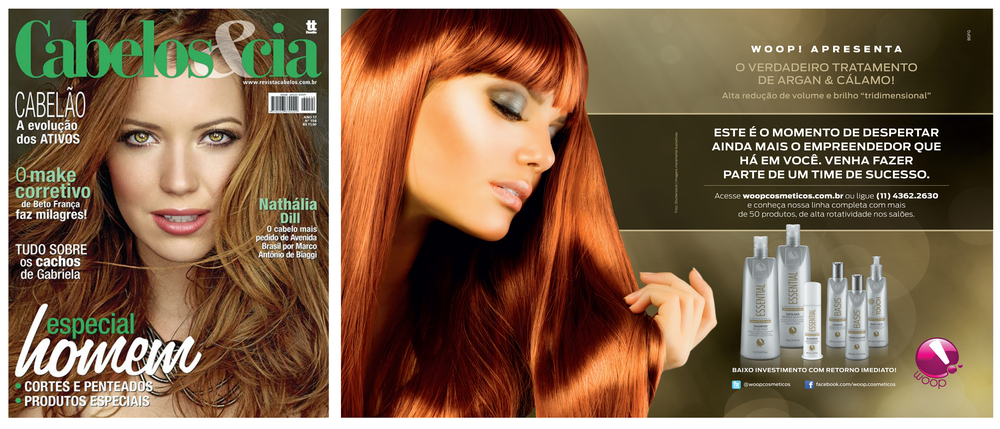 Cabelos&cia
tt
www.revistacabelos.com.br
CABELÃO
A evolução
dos ATIVOS
O make
corretivo
de Beto França
faz milagres!
TUDO SOBRE
os cachos
de Gabriela
Nathália
Dill
O cabelo mais
pedido de Avenida
Brasil por Marco
Antônio de Biaggi
especial
homem
• CORTES E PENTEADOS
• PRODUTOS ESPECIAIS
WOOP! APRESENTA
O VERDADEIRO TRATAMENTO
DE ARGAN & CÁLAMO!
Alta redução de volume e brilho “tridimensional”
ESTE É O MOMENTO DE DESPERTAR
AINDA MAIS O EMPREENDEDOR QUE
HÁ EM VOCÊ. VENHA FAZER
PARTE DE UM TIME DE SUCESSO.
Acesse woopcosmeticos.com.br ou ligue (11) 4362.2630
e conheça nossa linha completa com mais
de 50 produtos, de alta rotatividade nos salões.
ESSENTIAL
ESSENTIAL
ESSENTIAL
BASIS
BASIS
TOUCH
BAIXO INVESTIMENTO COM RETORNO IMEDIATO!
@woopcosmeticos
facebook.com/woop.cosmeticos
woop